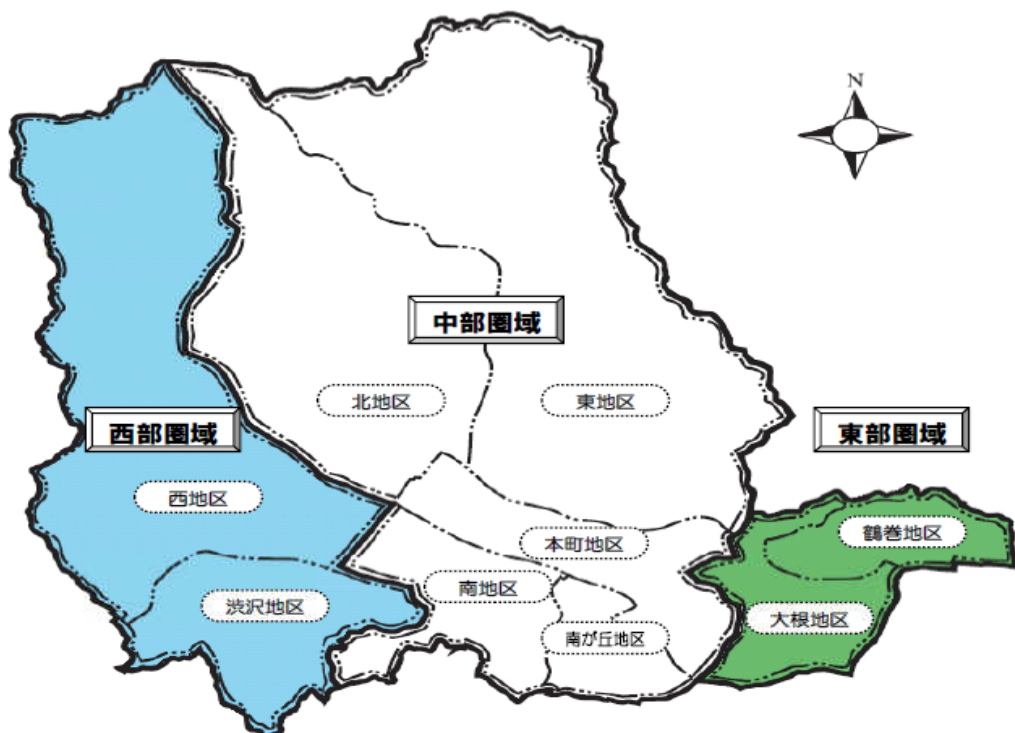 N
中部圏域
北地区
東地区
西部圏域
東部圏域
西地区
鶴巻地区
本町地区
南地区
渋沢地区
大根地区
南が丘地区